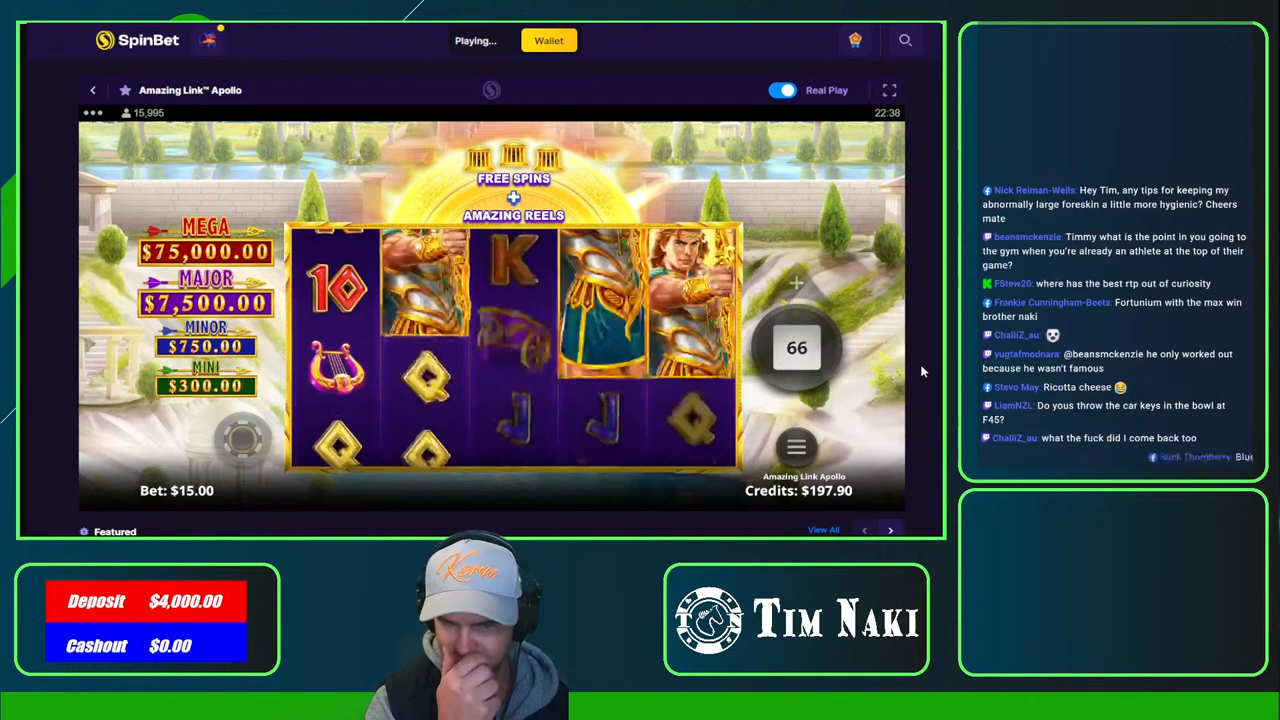 SpinBet
Playing...
Wallet
Amazing Link™ Apollo
Real Play
15,995
22:38
FREE SPINS
+
AMAZING REELS
MEGA
$75,000.00
MAJOR
$7,500.00
MINOR
$750.00
MINI
$300.00
10
K
Q
J
J
Q
Q
Q
66
Amazing Link Apollo
Bet: $15.00
Credits: $197.90
Featured
View All
Nick Reiman-Wells: Hey Tim, any tips for keeping my
abnormally large foreskin a little more hygienic? Cheers
mate
beansmckenzie: Timmy what is the point in you going to
the gym when you're already an athlete at the top of their
game?
FStew20: where has the best rtp out of curiosity
Frankie Cunningham-Beets: Fortunium with the max win
brother naki
ChalliZ_au:
yugtafmodnara: @beansmckenzie he only worked out
because he wasn't famous
Stevo May: Ricotta cheese 😂
LiamNZL: Do yous throw the car keys in the bowl at
F45?
ChalliZ_au: what the fuck did I come back too
Thornberry: Blue
Deposit $4,000.00
Cashout $0.00
TIM NAKI